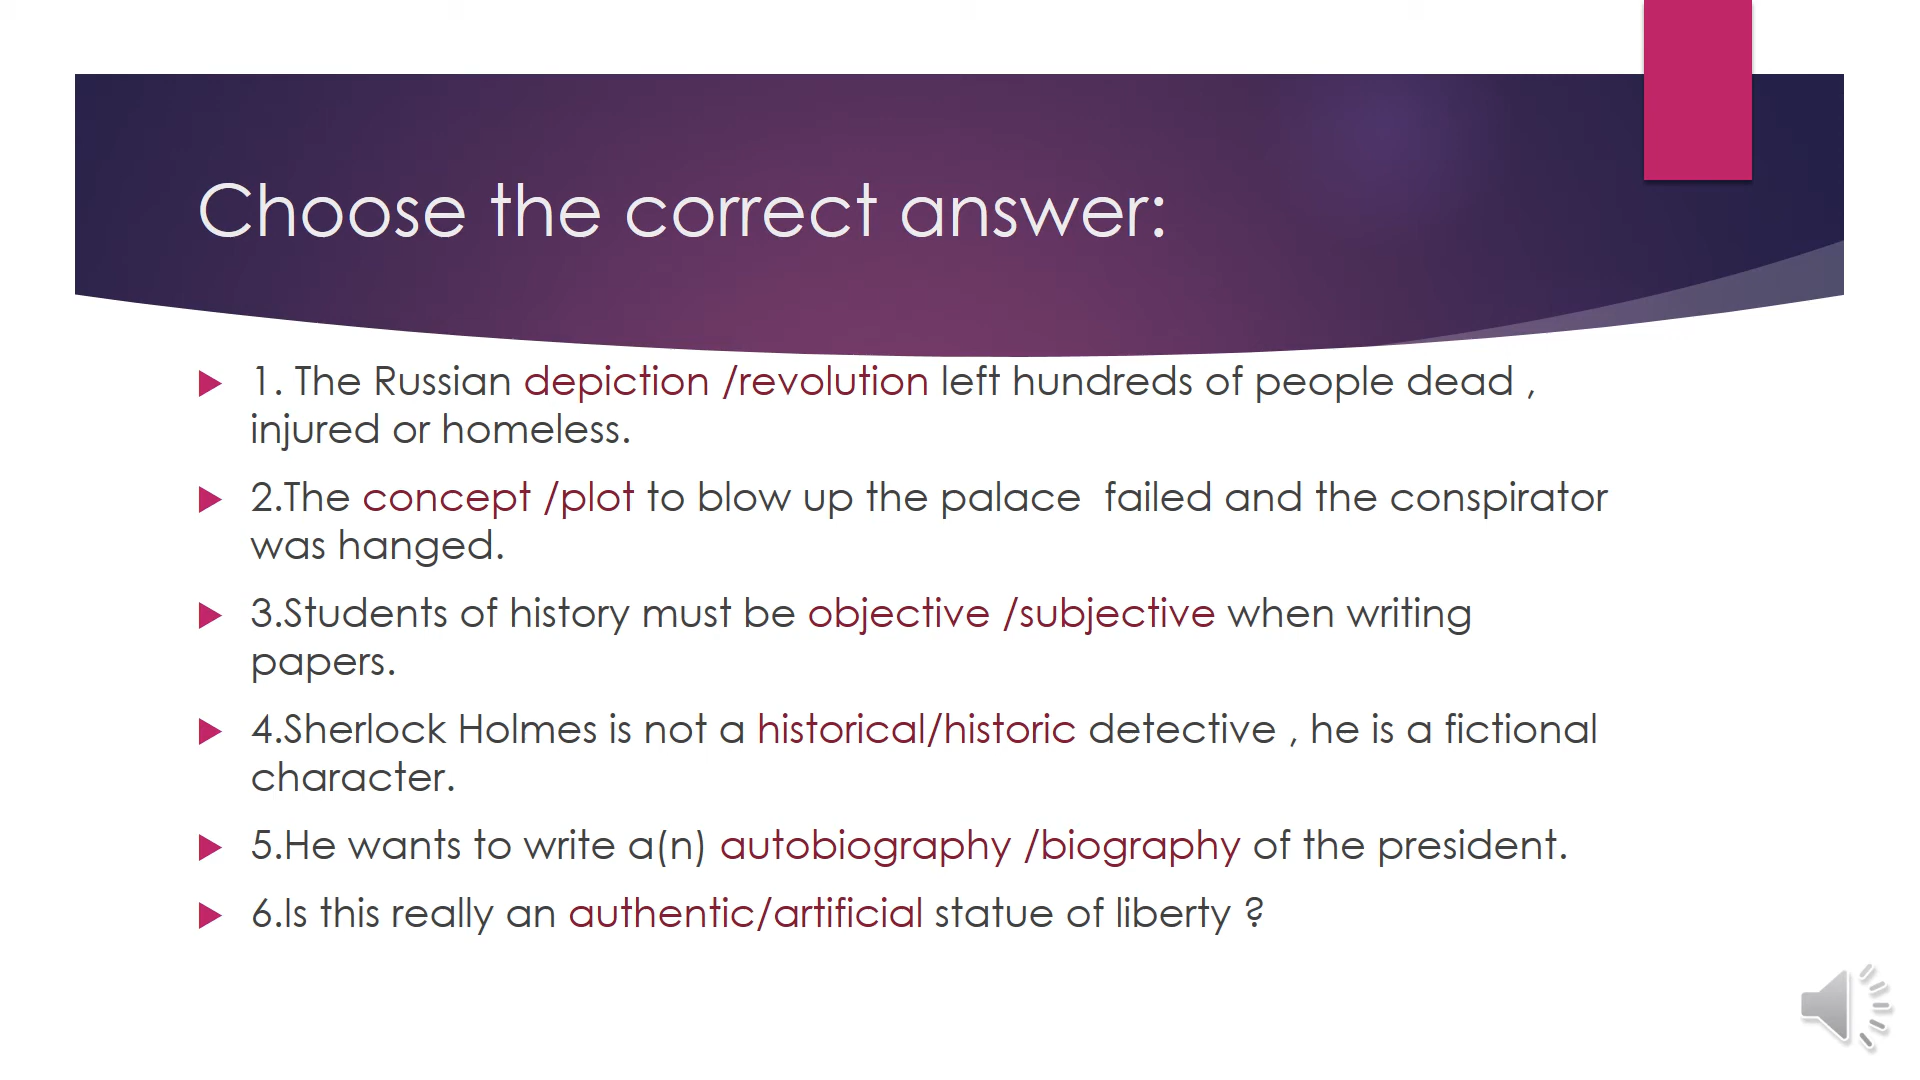 Choose the correct answer:
1. The Russian depiction /revolution left hundreds of people dead ,
injured or homeless.
2.The concept /plot to blow up the palace  failed and the conspirator
was hanged.
3.Students of history must be objective /subjective when writing
papers.
4.Sherlock Holmes is not a historical/historic detective , he is a fictional
character.
5.He wants to write a(n) autobiography /biography of the president.
6.Is this really an authentic/artificial statue of liberty ?